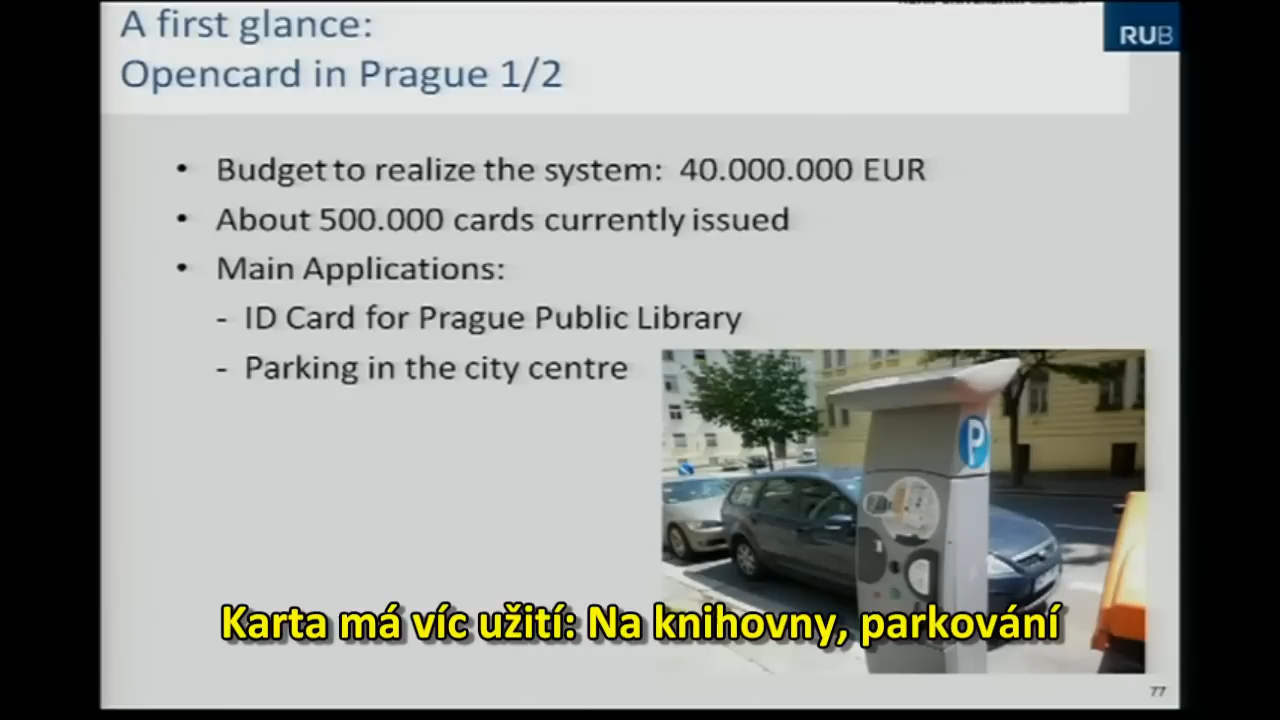 A first glance:
RUB
Opencard in Prague 1/2
• Budget to realize the system: 40.000.000 EUR
• About 500.000 cards currently issued
• Main Applications:
- ID Card for Prague Public Library
- Parking in the city centre
P
Karta má víc užití: Na knihovny, parkování
77